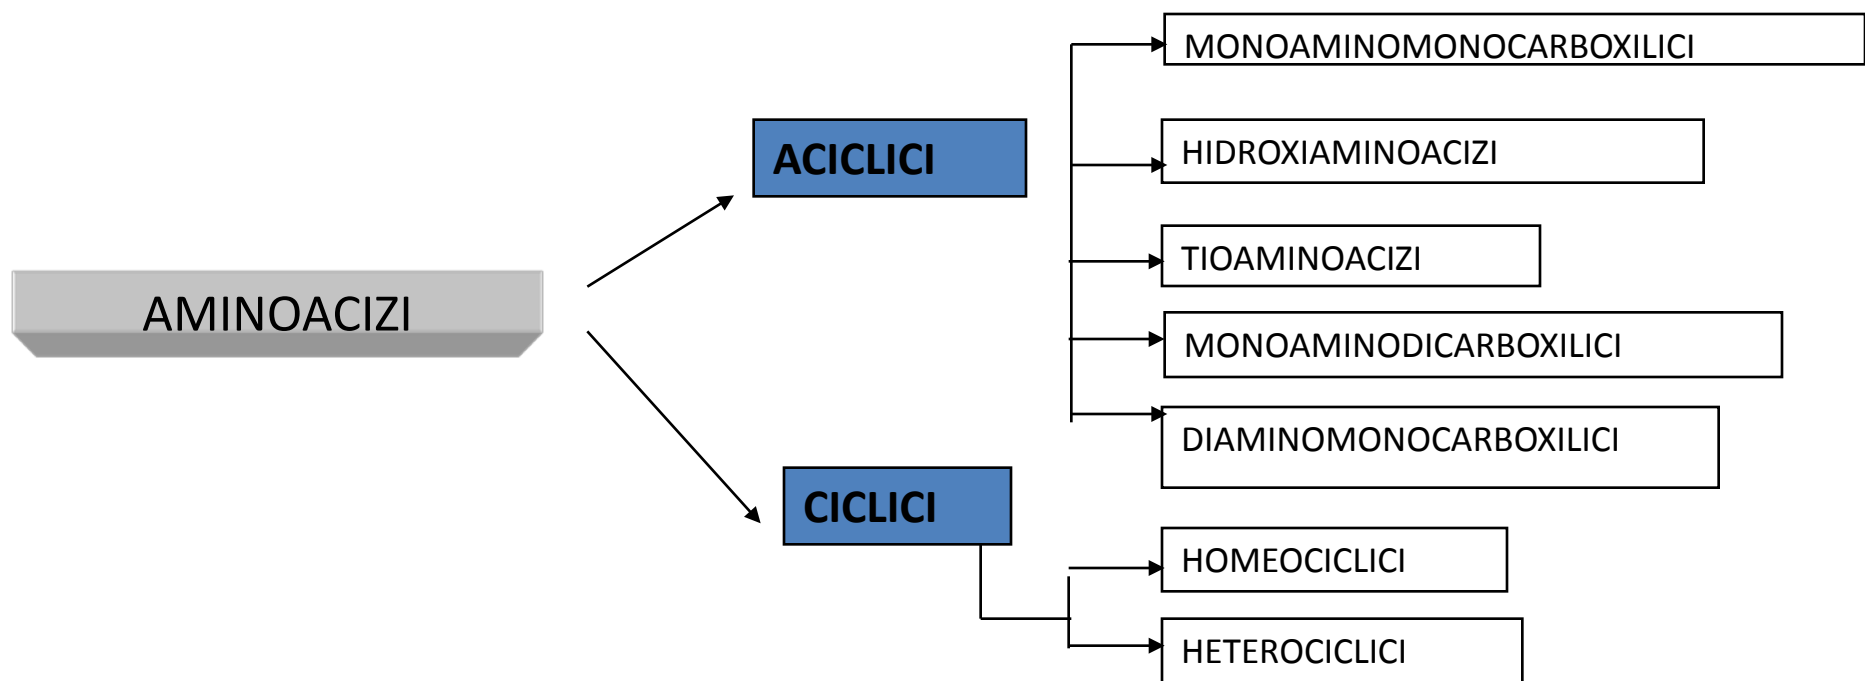 MONOAMINOMONOCARBOXILICI
ACICLICI
HIDROXIAMINOACIZI
TIOAMINOACIZI
AMINOACIZI
MONOAMINODICARBOXILICI
DIAMINOMONOCARBOXILICI
CICLICI
HOMEOCICLICI
HETEROCICLICI